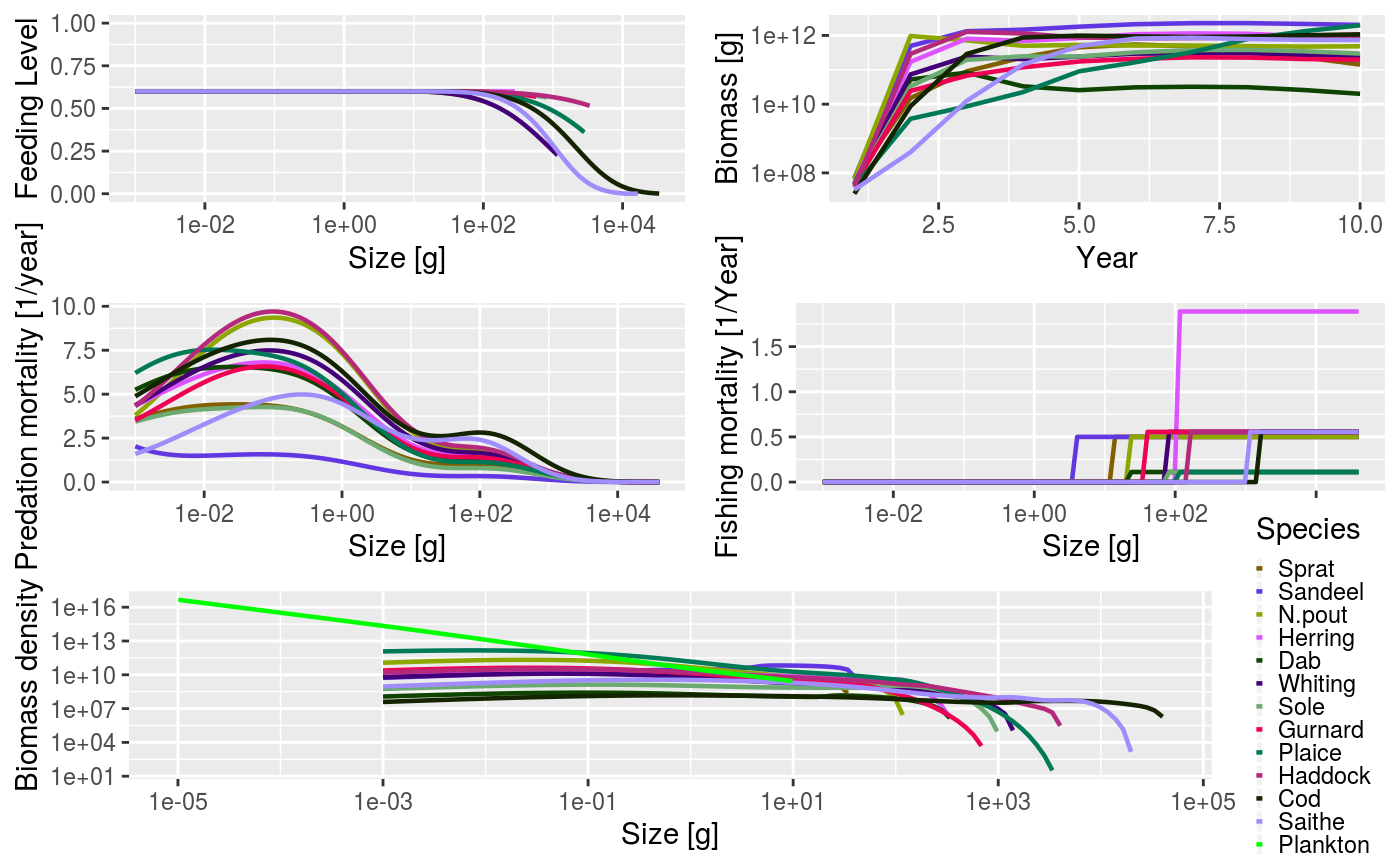 Feeding Level
1.00
0.75
0.50
0.25
0.00
1e-02
1e+00
1e+02
1e+04
Size [g]
Biomass [g]
1e+12
1e+10
1e+08
2.5
5.0
7.5
10.0
Year
Predation mortality [1/year]
10.0
7.5
5.0
2.5
0.0
1e-02
1e+00
1e+02
1e+04
Size [g]
Fishing mortality [1/Year]
1.5
1.0
0.5
0.0
1e-02
1e+00
1e+02
Size [g]
Biomass density
1e+16
1e+13
1e+10
1e+07
1e+04
1e+01
1e-05
1e-03
1e-01
1e+01
1e+03
1e+05
Size [g]
Species
Sprat
Sandeel
N.pout
Herring
Dab
Whiting
Sole
Gurnard
Plaice
Haddock
Cod
Saithe
Plankton